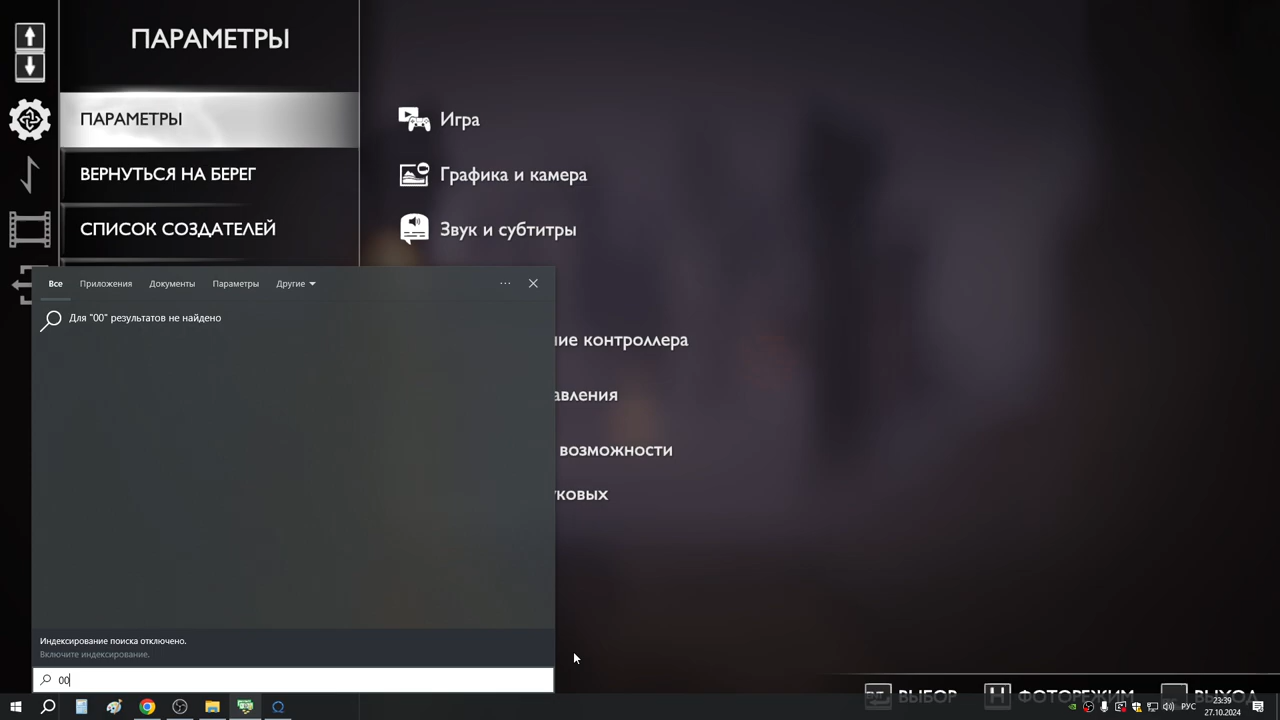 ПАРАМЕТРЫ
ПАРАМЕТРЫ
ВЕРНУТЬСЯ НА БЕРЕГ
СПИСОК СОЗДАТЕЛЕЙ
Игра
Графика и камера
Звук и субтитры
ние контроллера
авления
возможности
уковых
Все Приложения Документы Параметры Другие
Для "00" результатов не найдено
Индексирование поиска отключено.
Включите индексирование.
00
ВЫБОР
H ФОТОРЕЖИМ
ВЫХОД
РУС
23:39
27.10.2024